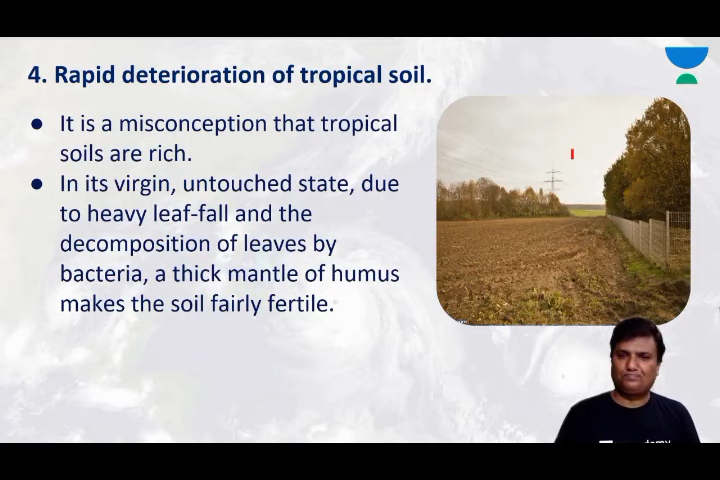 4. Rapid deterioration of tropical soil.
● It is a misconception that tropical
soils are rich.
● In its virgin, untouched state, due
to heavy leaf-fall and the
decomposition of leaves by
bacteria, a thick mantle of humus
makes the soil fairly fertile.